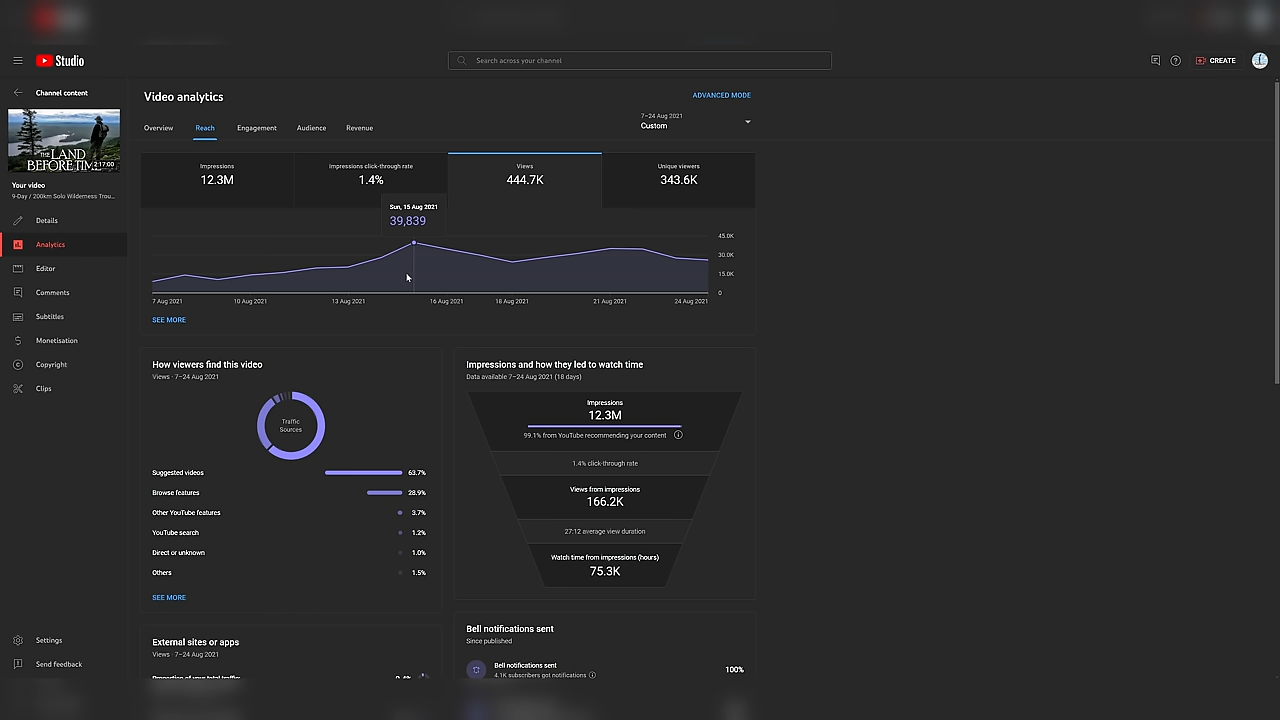 Studio
Search across your channel
CREATE
Channel content
THE LAND
BEFORE TIM
2:17:00
Your video
9-Day / 200km Solo Wilderness Trou...
Details
Analytics
Editor
Comments
Subtitles
Monetisation
Copyright
Clips
Settings
Send feedback
Video analytics
ADVANCED MODE
Overview
Reach
Engagement
Audience
Revenue
7–24 Aug 2021
Custom
Impressions
12.3M
Impressions click-through rate
1.4%
Views
444.7K
Unique viewers
343.6K
Sun, 15 Aug 2021
39,839
45.0K
30.0K
15.0K
0
7 Aug 2021
10 Aug 2021
13 Aug 2021
16 Aug 2021
18 Aug 2021
21 Aug 2021
24 Aug 2021
SEE MORE
How viewers find this video
Views · 7–24 Aug 2021
Traffic
Sources
Suggested videos 63.7%
Browse features 28.9%
Other YouTube features 3.7%
YouTube search 1.2%
Direct or unknown 1.0%
Others 1.5%
SEE MORE
Impressions and how they led to watch time
Data available 7–24 Aug 2021 (18 days)
Impressions
12.3M
99.1% from YouTube recommending your content
1.4% click-through rate
Views from impressions
166.2K
27:12 average view duration
Watch time from impressions (hours)
75.3K
External sites or apps
Views · 7–24 Aug 2021
Proportion of your total traffic
Bell notifications sent
Since published
Bell notifications sent
100%
4.1K subscribers got notifications